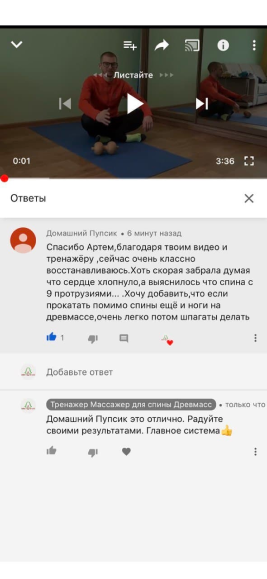 Листайте
0:01
3:36
Ответы
Домашний Пупсик • 6 минут назад
Спасибо Артем,благодаря твоим видео и
тренажёру ,сейчас очень классно
восстанавливаюсь.Хоть скорая забрала думая
что сердце хлопнуло,а выяснилось что спина с
9 протрузиями... .Хочу добавить,что если
прокатать помимо спины ещё и ноги на
древмассе,очень легко потом шпагаты делать
1
Добавьте ответ
Тренажер Массажер для спины Древмасс • только что
Домашний Пупсик это отлично. Радуйте
своими результатами. Главное система👍